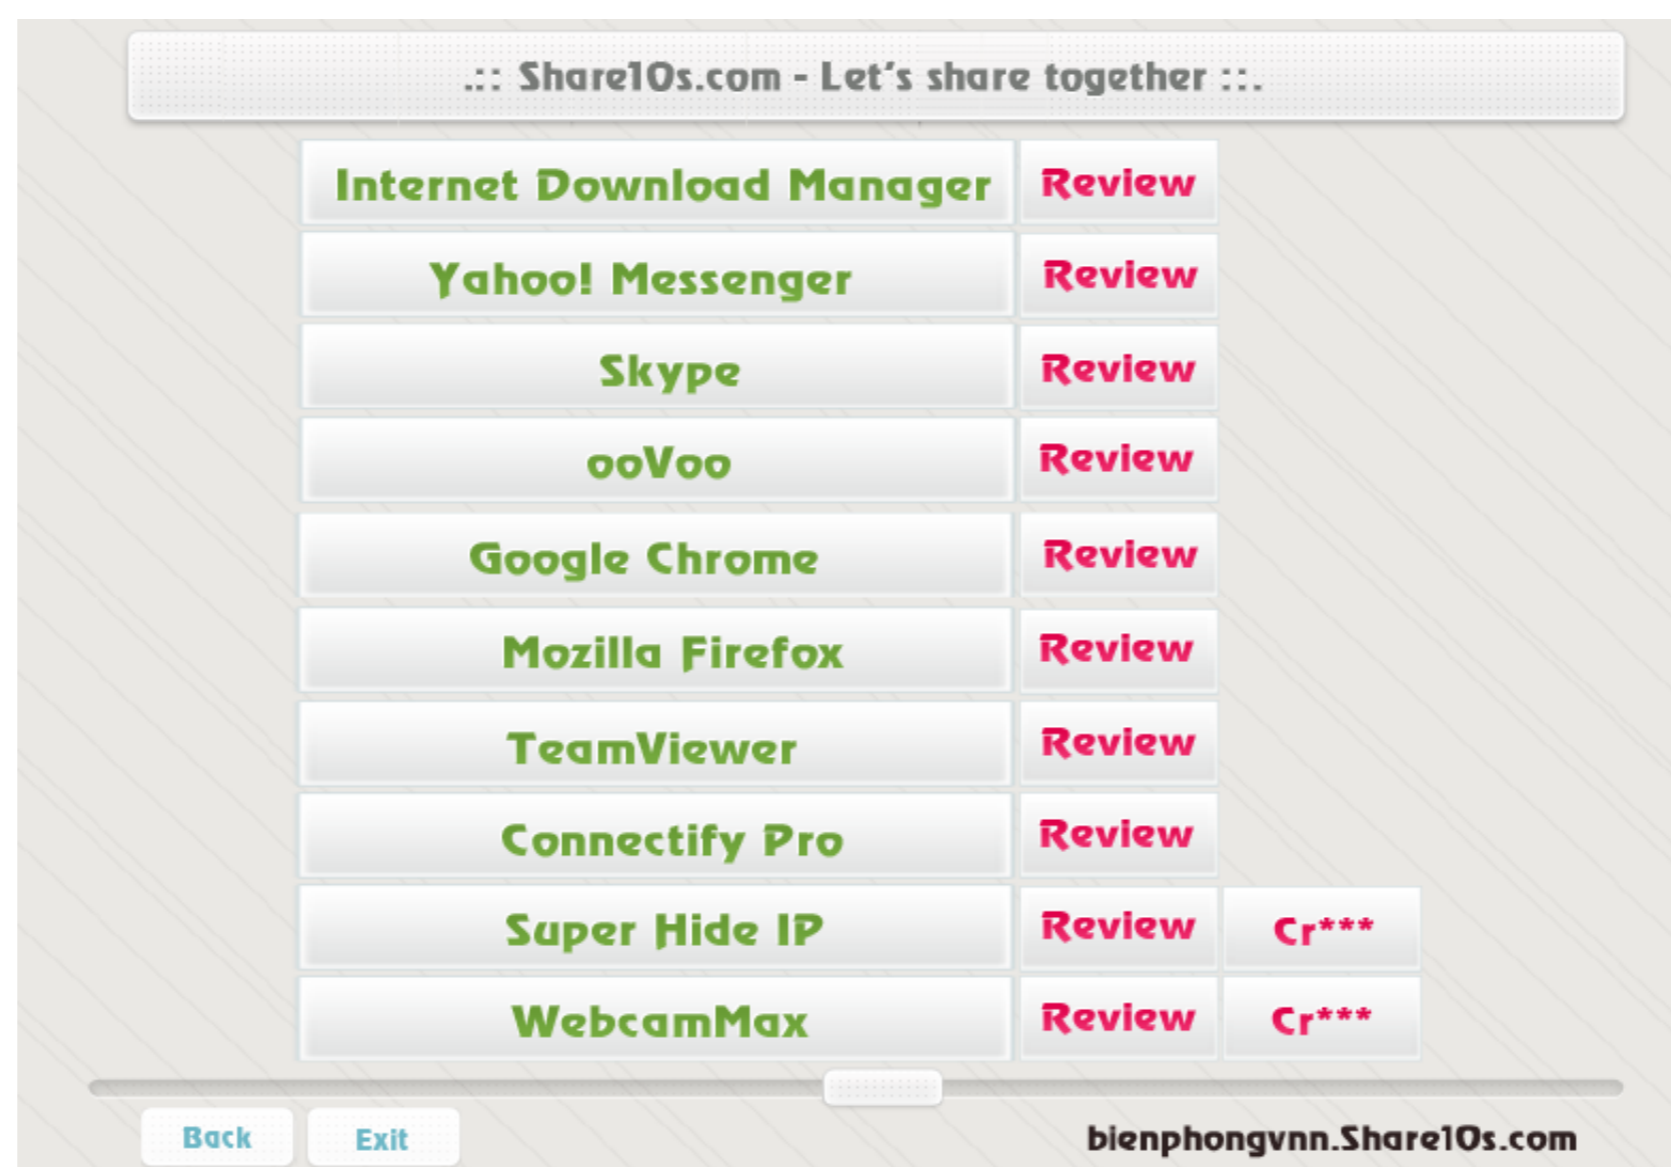 .:: Share10s.com - Let's share together ::.
Internet Download Manager Review
Yahoo! Messenger Review
Skype Review
ooVoo Review
Google Chrome Review
Mozilla Firefox Review
TeamViewer Review
Connectify Pro Review
Super Hide IP Review Cr***
WebcamMax Review Cr***
Back Exit bienphongvnn.Share10s.com